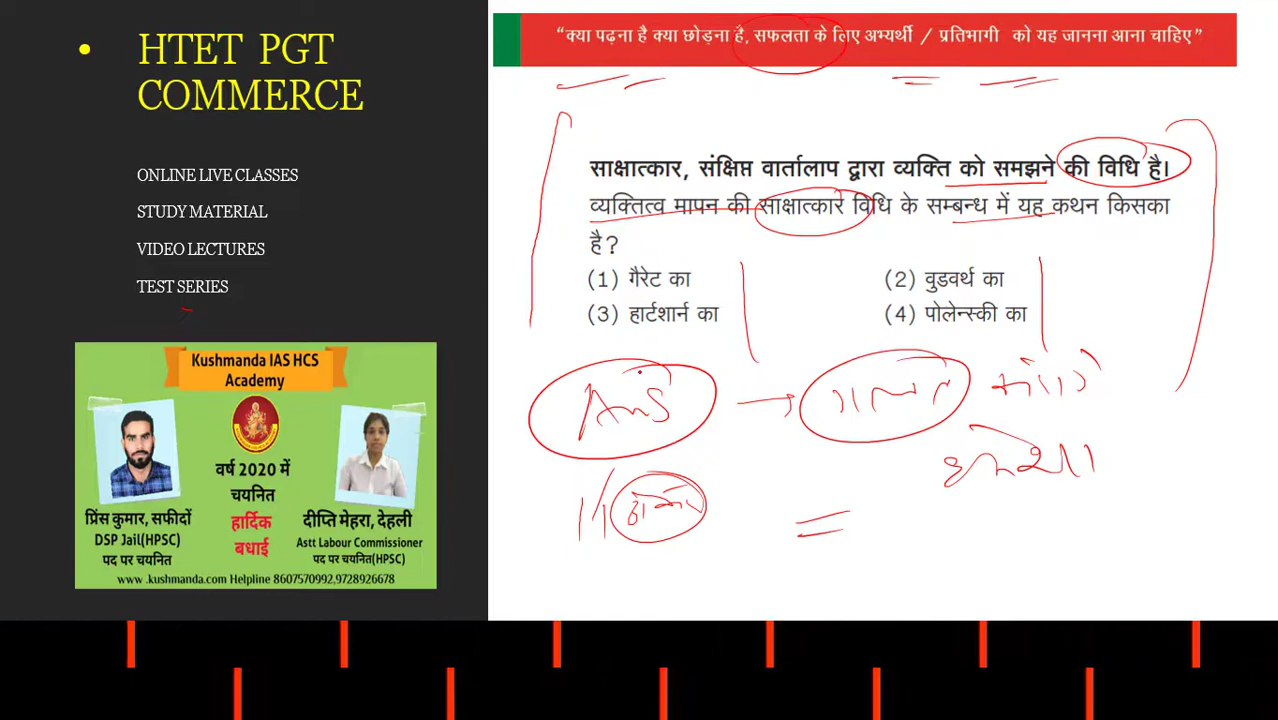 HTET PGT
COMMERCE
ONLINE LIVE CLASSES
STUDY MATERIAL
VIDEO LECTURES
TEST SERIES
Kushmanda IAS HCS
Academy
वर्ष 2020 में
चयनित
हार्दिक
बधाई
प्रिंस कुमार, सफीदों
DSP Jail(HPSC)
पद पर चयनित
दीप्ति मेहरा, देहली
Astt Labour Commissioner
पद पर चयनित(HPSC)
www .kushmanda.com Helpline 8607570992,9728926678
“क्या पढ़ना है क्या छोड़ना है, सफलता के लिए अभ्यर्थी / प्रतिभागी को यह जानना आना चाहिए”
साक्षात्कार, संक्षिप्त वार्तालाप द्वारा व्यक्ति को समझने की विधि है।
व्यक्तित्व मापन की साक्षात्कार विधि के सम्बन्ध में यह कथन किसका
है?
(1) गैरेट का (2) वुडवर्थ का
(3) हार्टशार्न का (4) पोलेन्स्की का
Ans